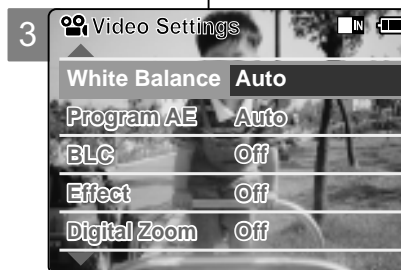 3
Video Settings
IN
White Balance Auto
Program AE Auto
BLC Off
Effect Off
Digital Zoom Off